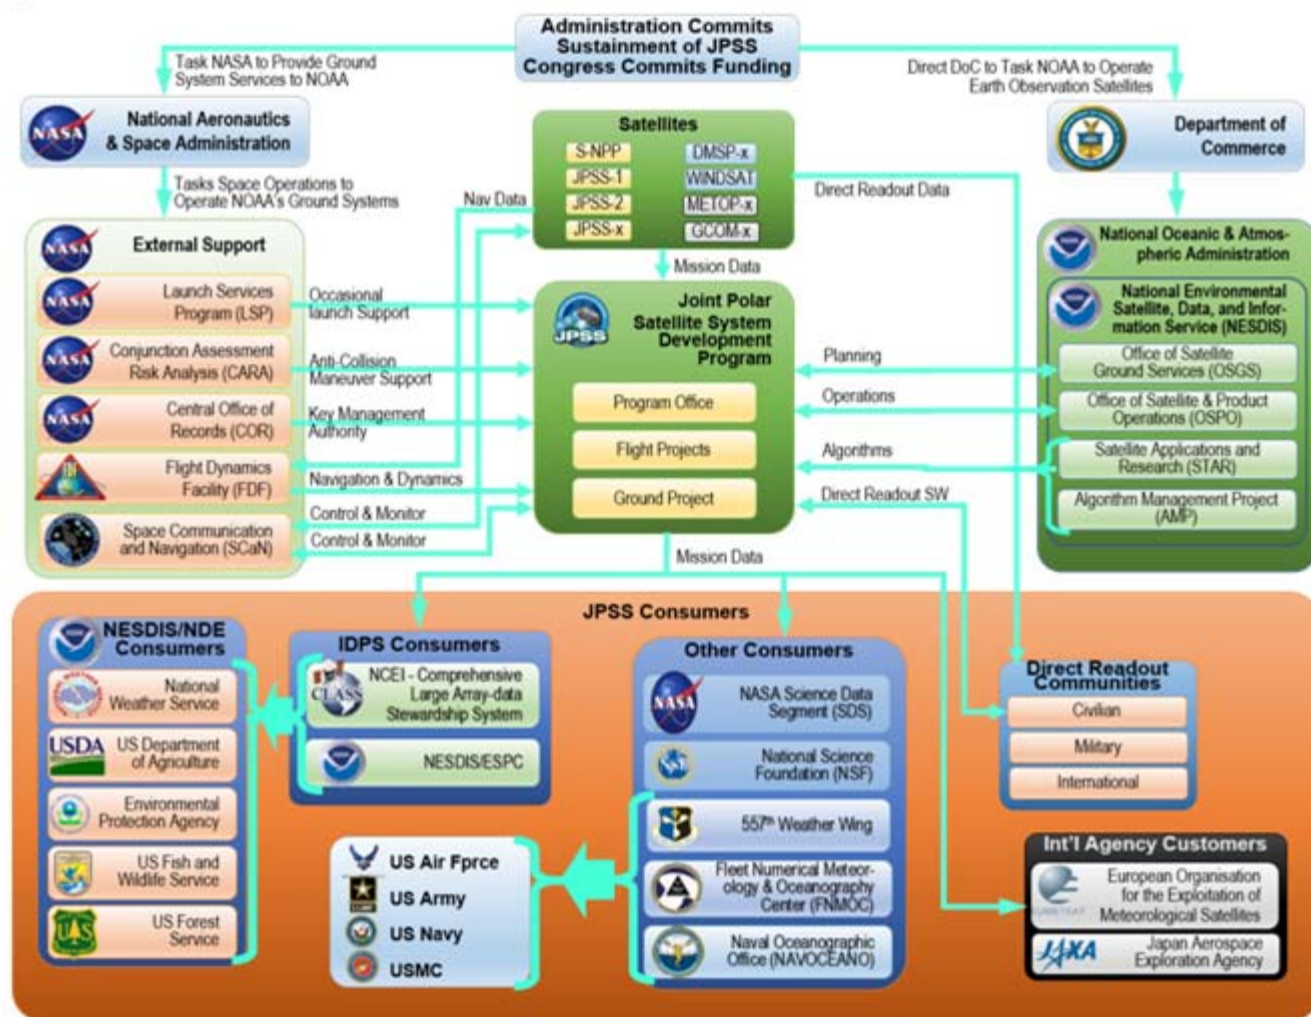 Administration Commits
Sustainment of JPSS
Congress Commits Funding
Task NASA to Provide Ground
System Services to NOAA
Direct DoC to Task NOAA to Operate
Earth Observation Satellites
NASA
National Aeronautics
& Space Administration
Department of
Commerce
Tasks Space Operations to
Operate NOAA's Ground Systems
Satellites
S-NPP
DMSP-x
JPSS-1
WINDSAT
JPSS-2
METOP-x
JPSS-x
GCOM-x
Nav Data
Direct Readout Data
Mission Data
NASA
External Support
NASA
Launch Services
Program (LSP)
NASA
Conjunction Assessment
Risk Analysis (CARA)
NASA
Central Office of
Records (COR)
Flight Dynamics
Facility (FDF)
Space Communication
and Navigation (SCaN)
Occasional
launch Support
Anti-Collision
Maneuver Support
Key Management
Authority
Navigation & Dynamics
Control & Monitor
Control & Monitor
JPSS
Joint Polar
Satellite System
Development
Program
Program Office
Flight Projects
Ground Project
Planning
Operations
Algorithms
Direct Readout SW
National Oceanic & Atmos-
pheric Administration
National Environmental
Satellite, Data, and Infor-
mation Service (NESDIS)
Office of Satellite
Ground Services (OSGS)
Office of Satellite & Product
Operations (OSPO)
Satellite Applications and
Research (STAR)
Algorithm Management Project
(AMP)
Mission Data
JPSS Consumers
NESDIS/NDE
Consumers
National
Weather Service
USDA
US Department
of Agriculture
Environmental
Protection Agency
US Fish and
Wildlife Service
UAS
US Forest
Service
IDPS Consumers
CLASS
NCEI - Comprehensive
Large Array-data
Stewardship System
NESDIS/ESPC
US Air Fprce
US Army
US Navy
USMC
Other Consumers
NASA
NASA Science Data
Segment (SDS)
National Science
Foundation (NSF)
557th Weather Wing
Fleet Numerical Meteor-
ology & Oceanography
Center (FNMOC)
Naval Oceanographic
Office (NAVOCEANO)
Direct Readout
Communities
Civilian
Military
International
Int'l Agency Customers
EUMETSAT
European Organisation
for the Exploitation of
Meteorological Satellites
JAXA
Japan Aerospace
Exploration Agency